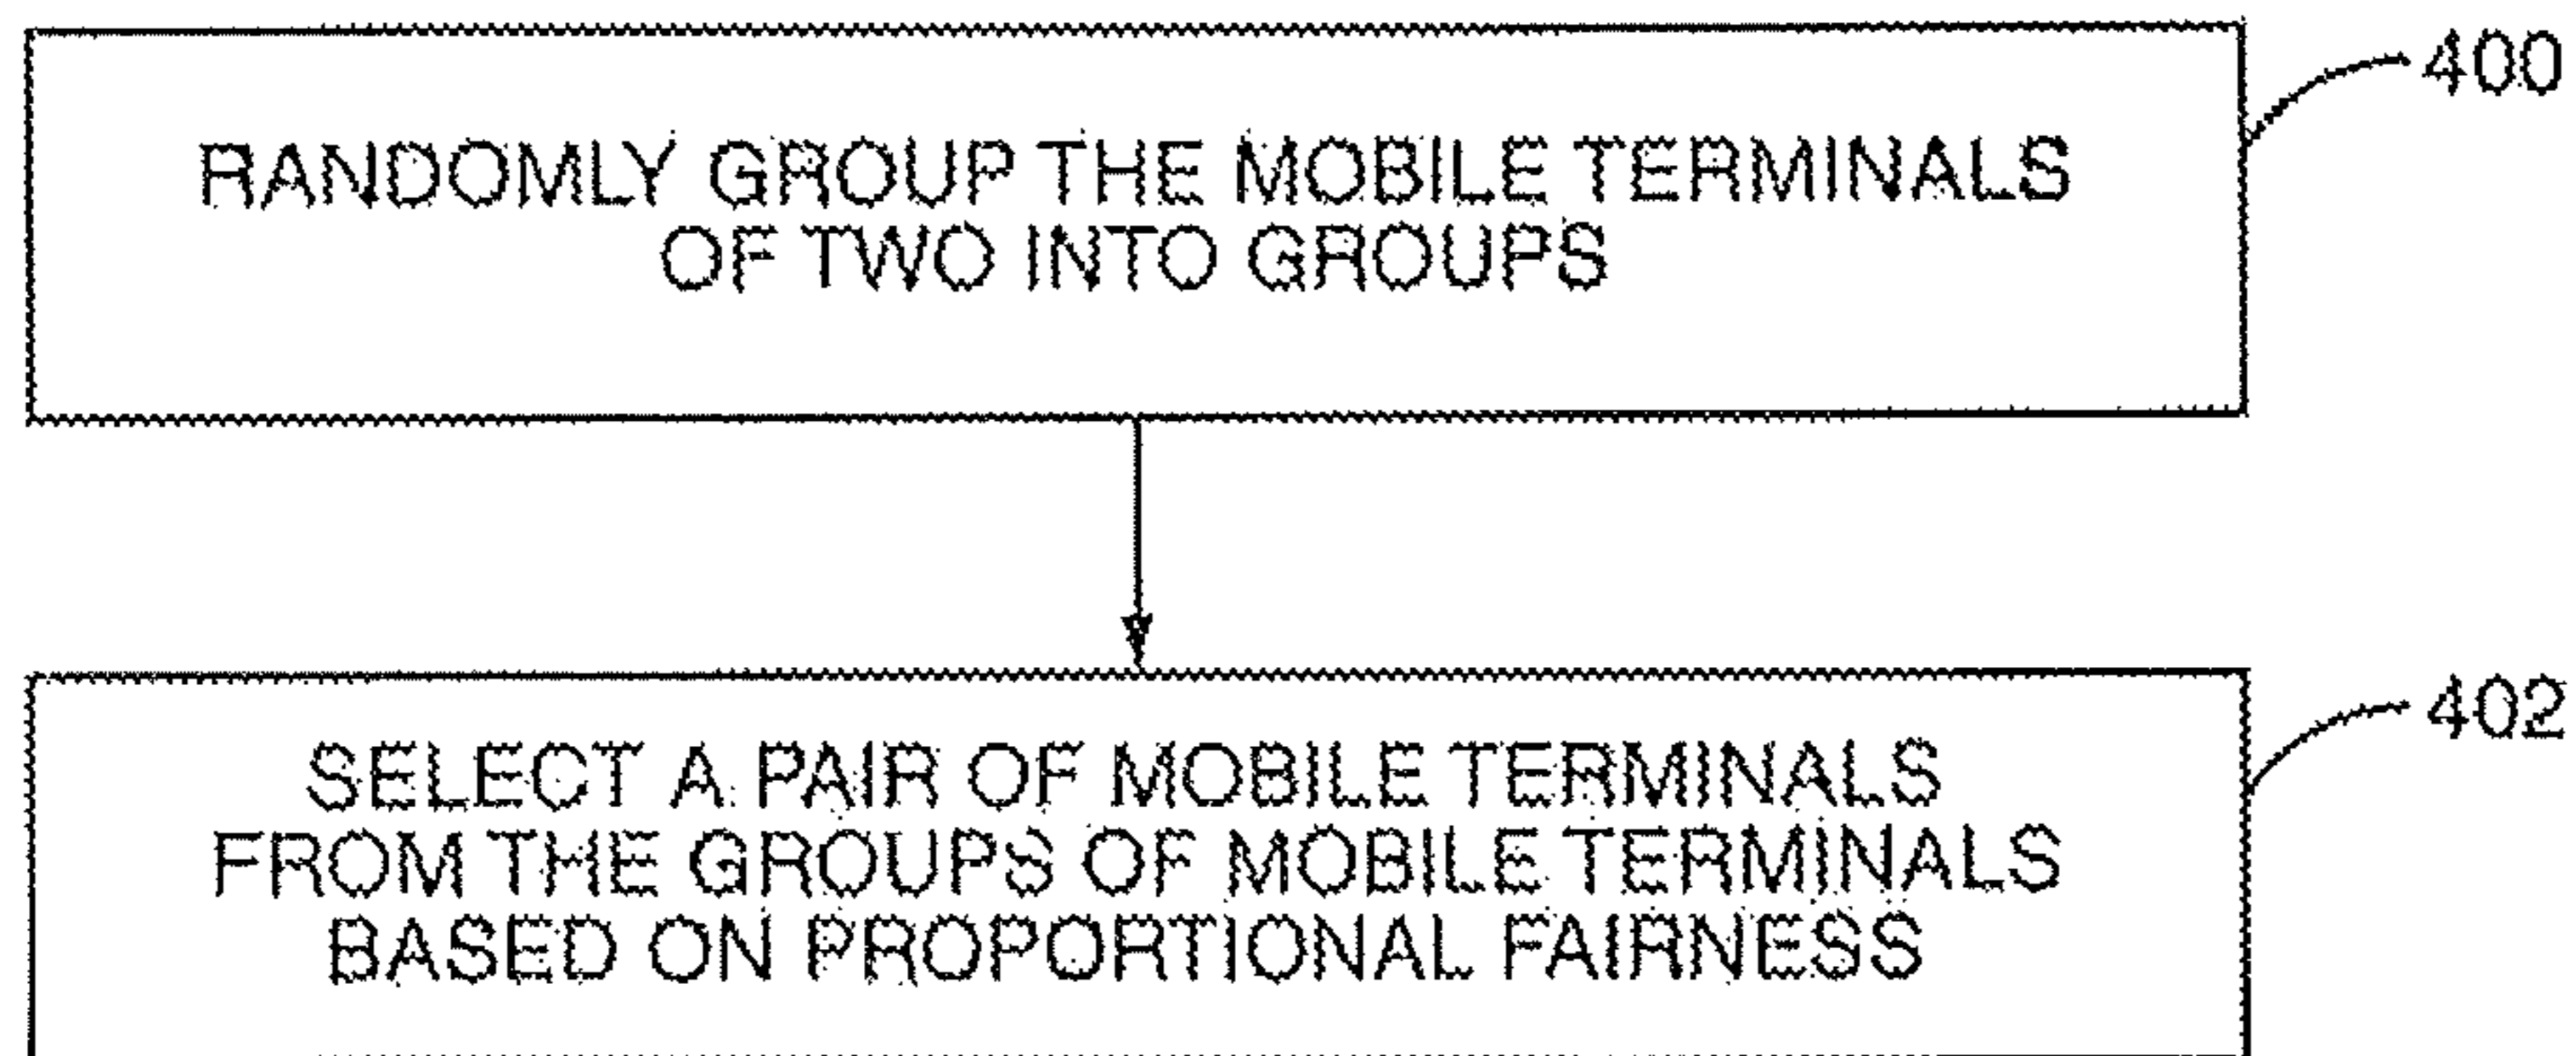 400
RANDOMLY GROUP THE MOBILE TERMINALS
OF TWO INTO GROUPS
402
SELECT A PAIR OF MOBILE TERMINALS
FROM THE GROUPS OF MOBILE TERMINALS
BASED ON PROPORTIONAL FAIRNESS